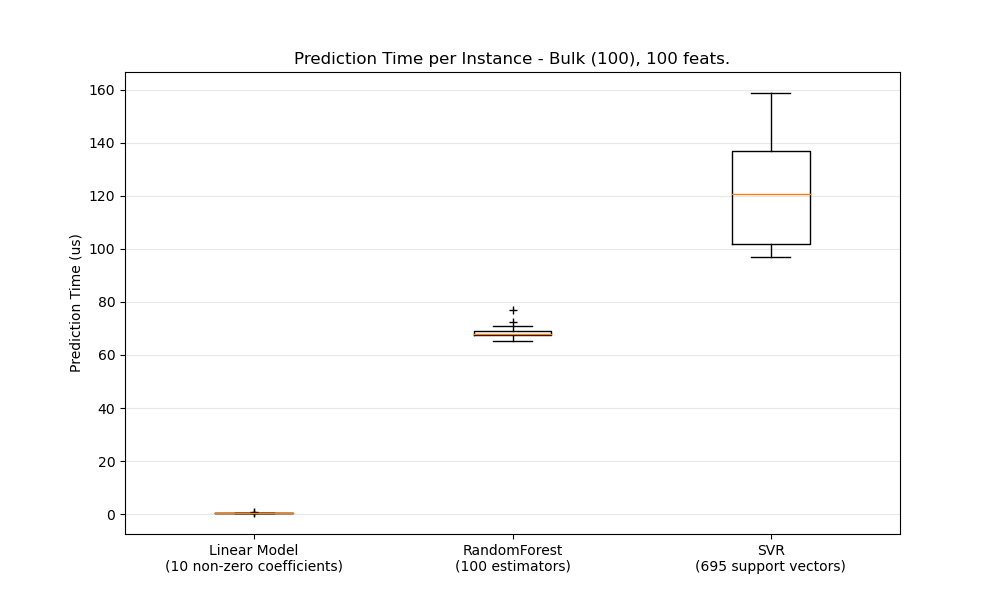 Prediction Time per Instance - Bulk (100), 100 feats.
Prediction Time (us)
160
140
120
100
80
60
40
20
0
Linear Model
(10 non-zero coefficients)
RandomForest
(100 estimators)
SVR
(695 support vectors)